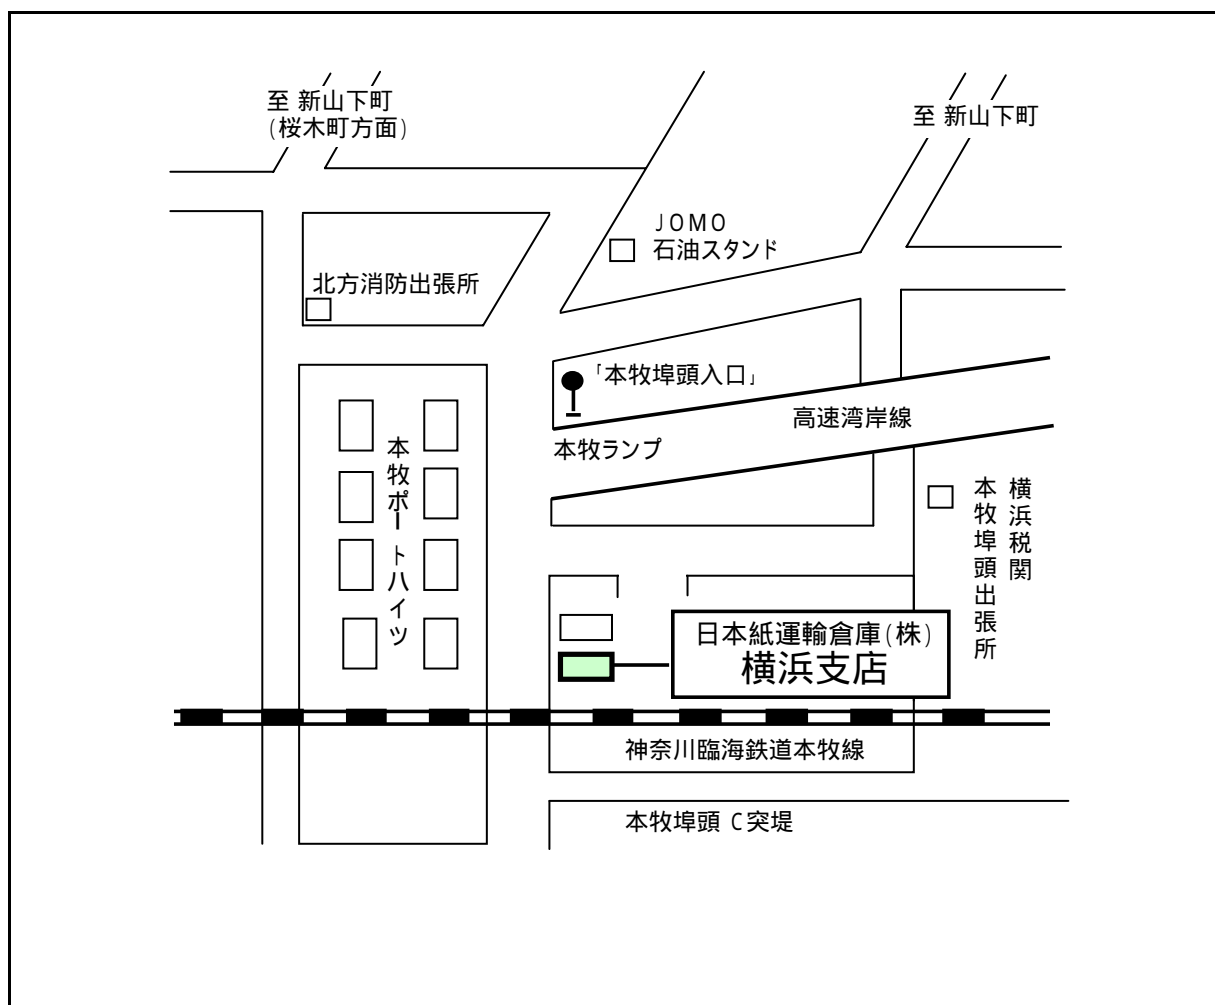 至 新山下町
(桜木町方面)
至 新山下町
JOMO
石油スタンド
北方消防出張所
「本牧埠頭入口」
高速湾岸線
本牧ランプ
本牧ポートハイツ
横浜税関
本牧埠頭出張所
日本紙運輸倉庫(株)
横浜支店
神奈川臨海鉄道本牧線
本牧埠頭 C突堤